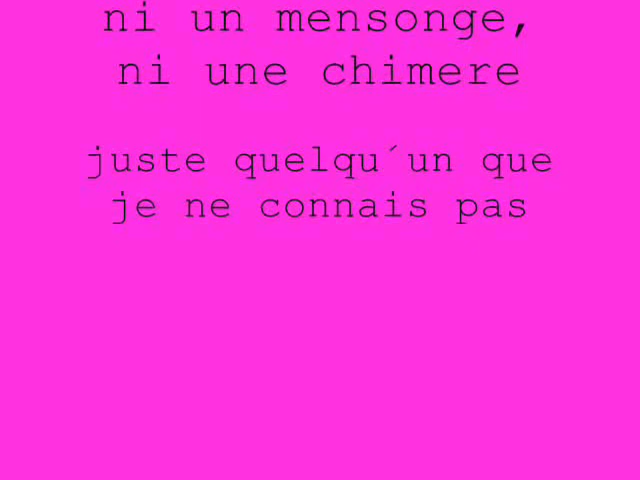 ni un mensonge,
ni une chimere
juste quelqu´un que
je ne connais pas